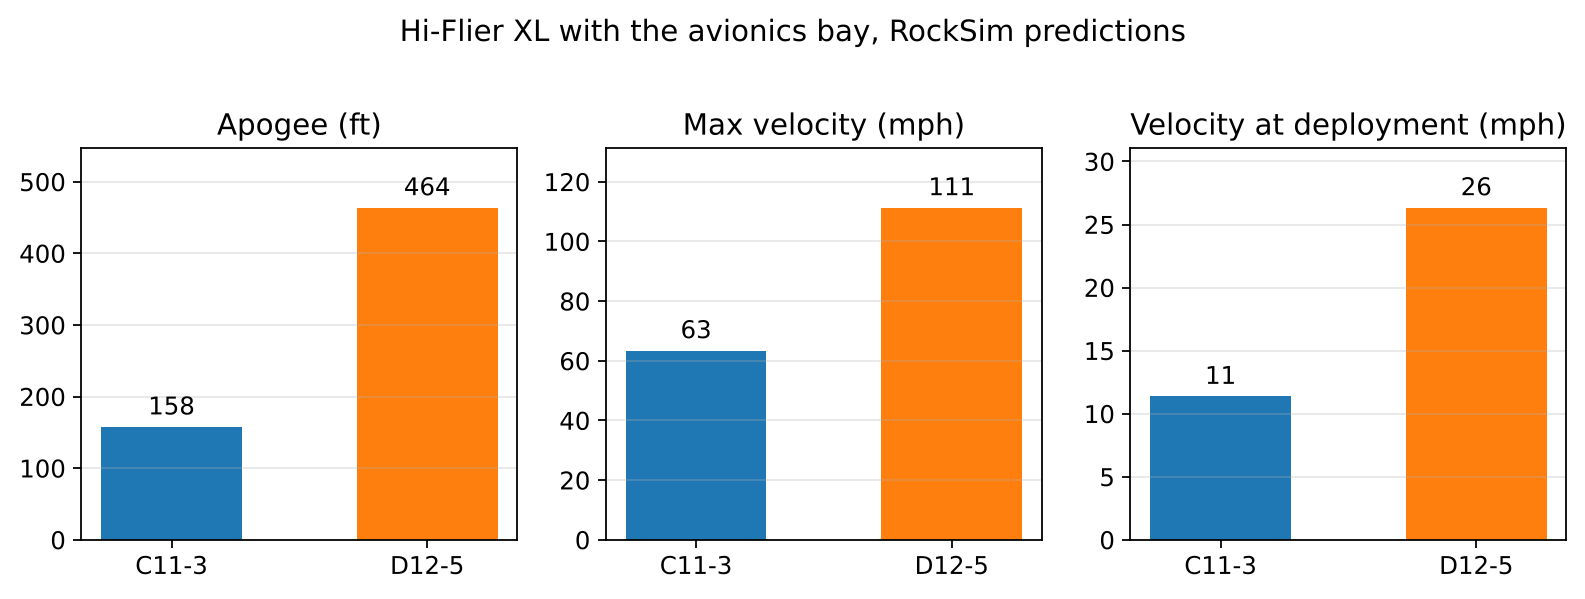 Hi-Flier XL with the avionics bay, RockSim predictions
Apogee (ft)
500
400
300
200
100
0
158
464
C11-3
D12-5
Max velocity (mph)
120
100
80
60
40
20
0
63
111
C11-3
D12-5
Velocity at deployment (mph)
30
25
20
15
10
5
0
11
26
C11-3
D12-5